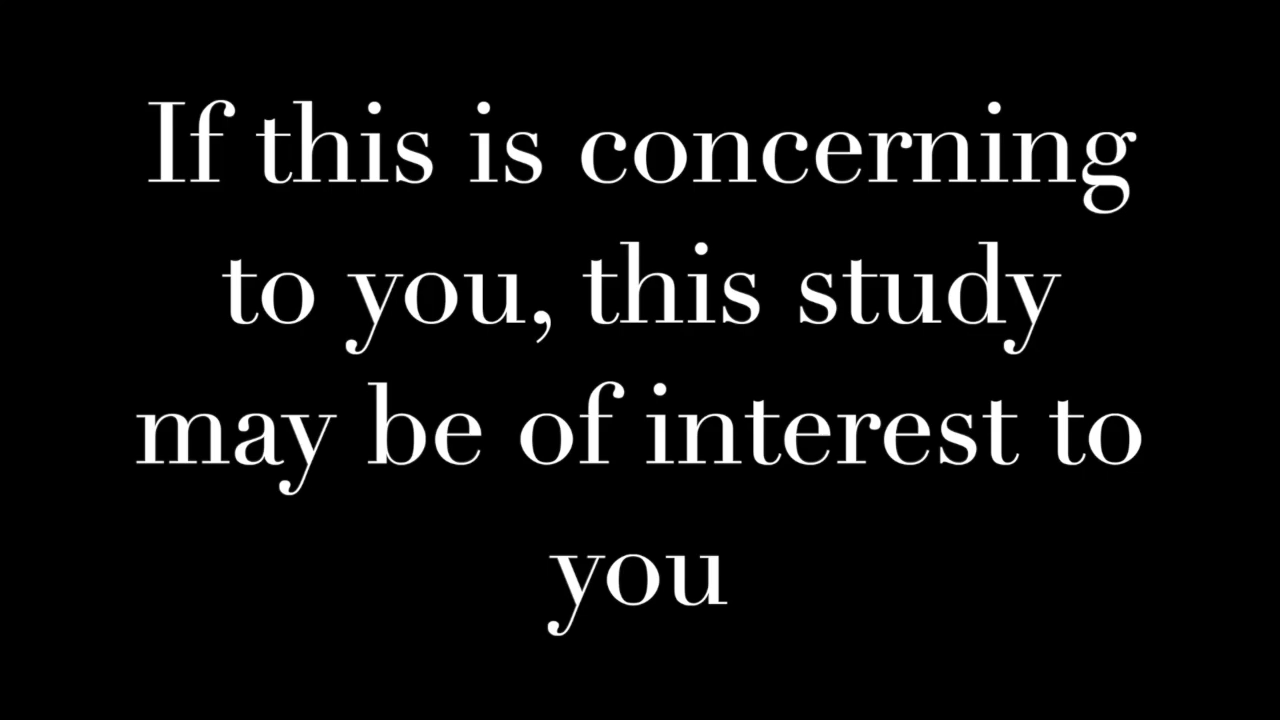 If this is concerning
to you, this study
may be of interest to
you